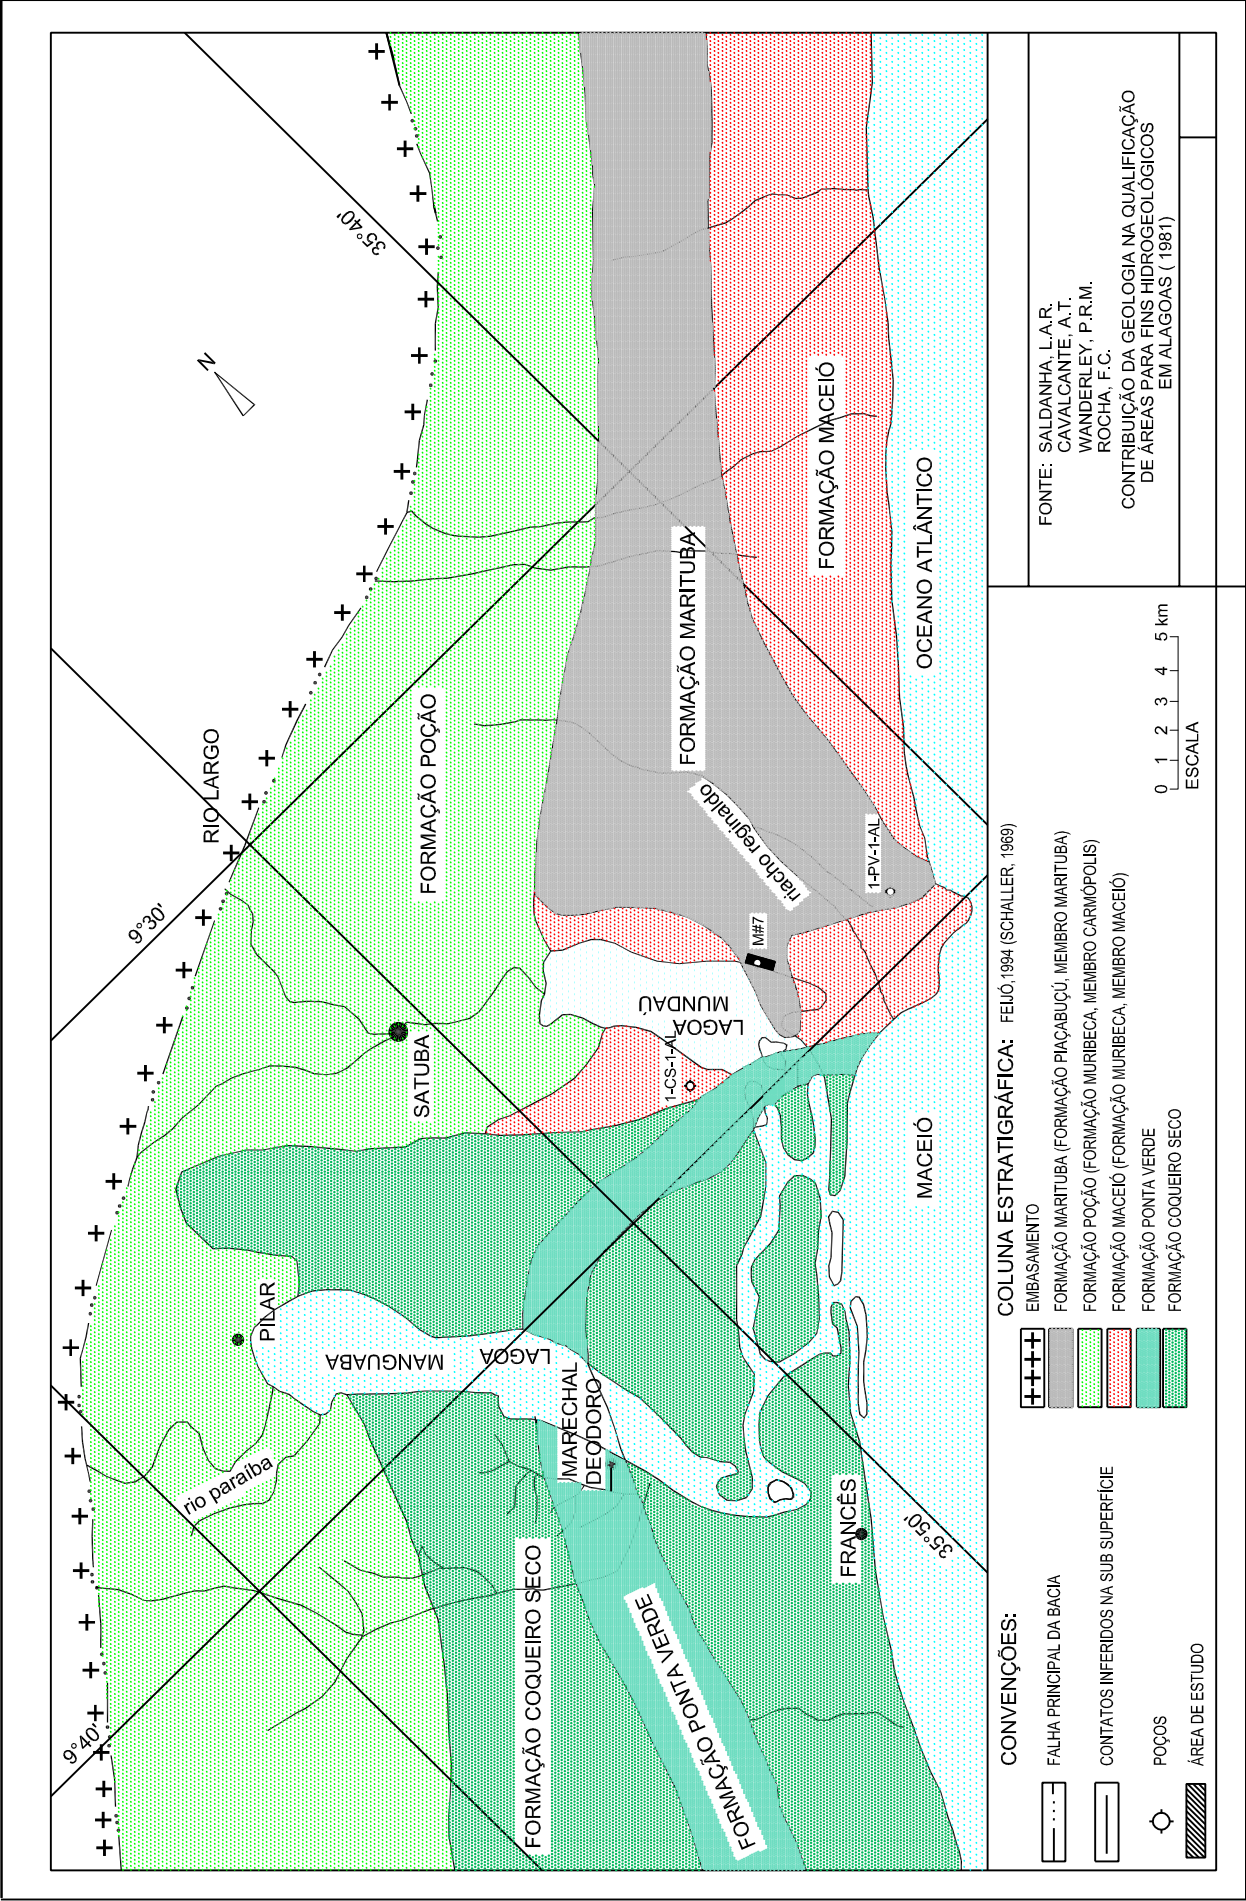 N
35°40'
9°30'
RIO LARGO
FORMAÇÃO POÇÃO
FORMAÇÃO MARITUBA
FORMAÇÃO MACEIÓ
OCEANO ATLÂNTICO
riacho reginaldo
1-PV-1-AL
M#7
LAGOA
MUNDAÚ
1-CS-1-AL
SATUBA
MACEIÓ
PILAR
LAGOA
MANGUABA
MARECHAL
DEODORO
rio paraíba
FRANCÊS
35°50'
FORMAÇÃO COQUEIRO SECO
FORMAÇÃO PONTA VERDE
9°40'
CONVENÇÕES:
FALHA PRINCIPAL DA BACIA
CONTATOS INFERIDOS NA SUB SUPERFÍCIE
POÇOS
ÁREA DE ESTUDO
COLUNA ESTRATIGRÁFICA: FEIJÓ,1994 (SCHALLER, 1969)
EMBASAMENTO
FORMAÇÃO MARITUBA (FORMAÇÃO PIAÇABUÇÚ, MEMBRO MARITUBA)
FORMAÇÃO POÇÃO (FORMAÇÃO MURIBECA, MEMBRO CARMÓPOLIS)
FORMAÇÃO MACEIÓ (FORMAÇÃO MURIBECA, MEMBRO MACEIÓ)
FORMAÇÃO PONTA VERDE
FORMAÇÃO COQUEIRO SECO
0 1 2 3 4 5 km
ESCALA
FONTE: SALDANHA, L.A.R.
CAVALCANTE, A.T.
WANDERLEY, P.R.M.
ROCHA, F.C.
CONTRIBUIÇÃO DA GEOLOGIA NA QUALIFICAÇÃO
DE ÁREAS PARA FINS HIDROGEOLÓGICOS
EM ALAGOAS ( 1981)